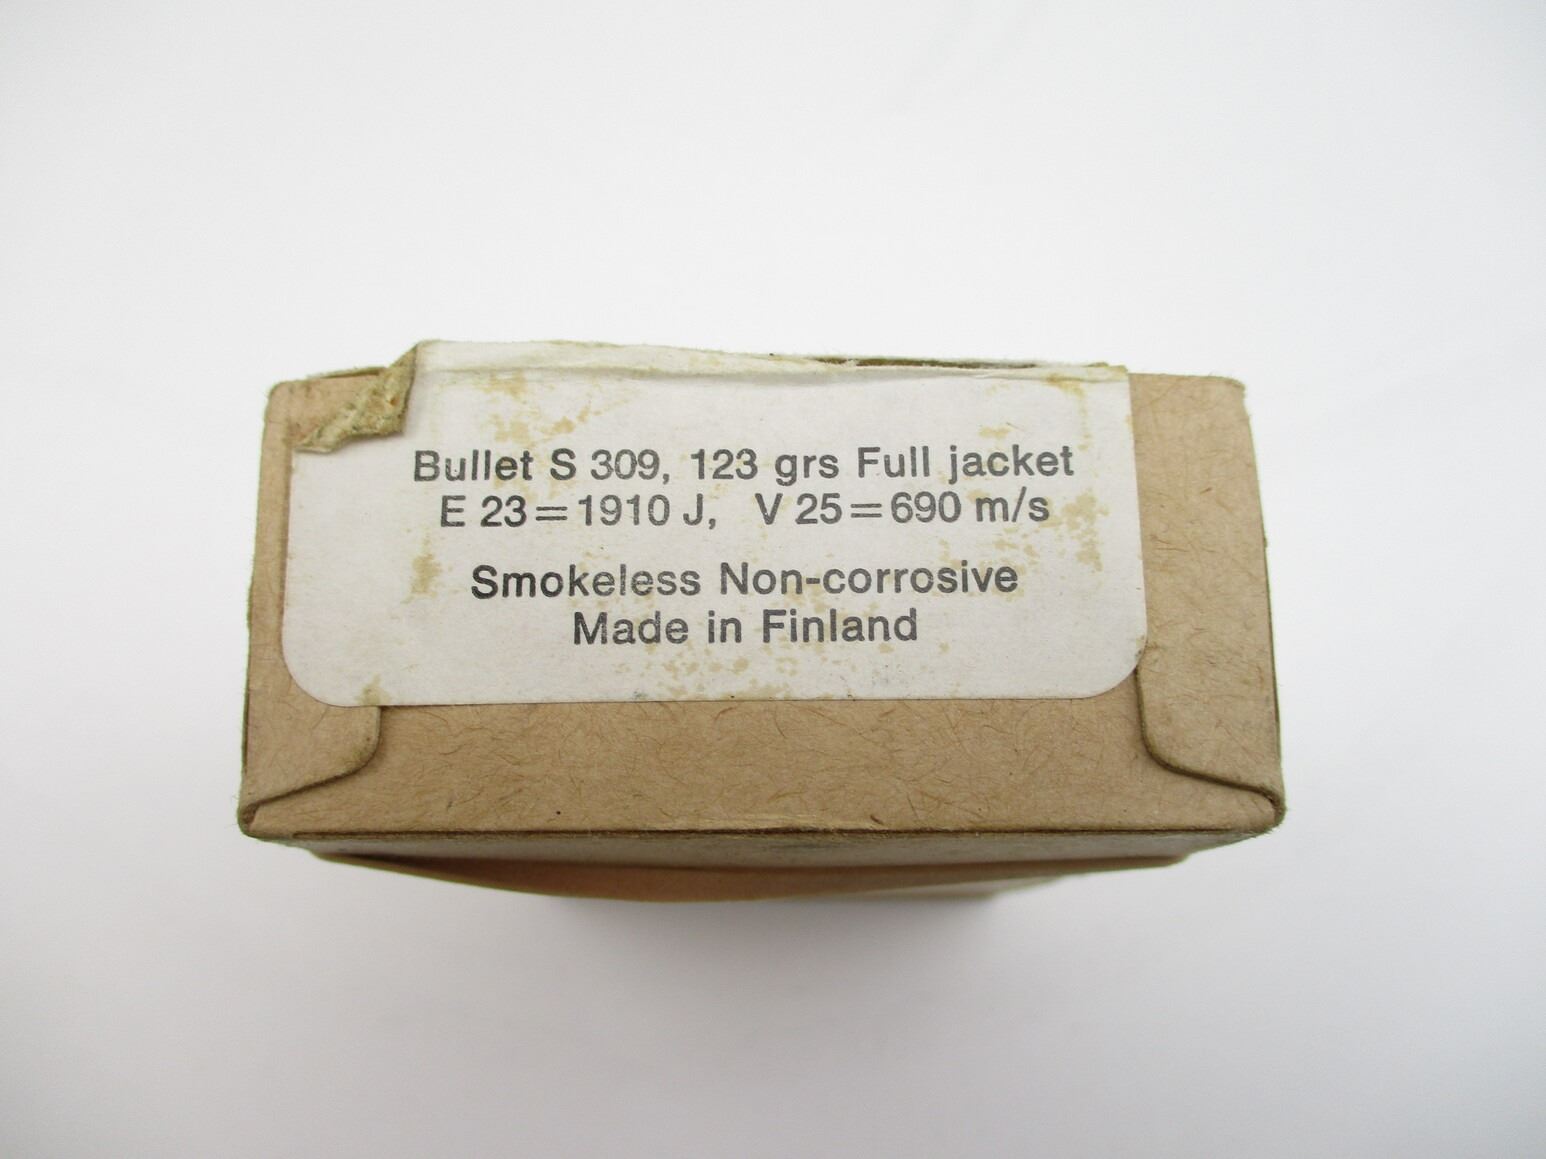 Bullet S 309, 123 grs Full jacket
E 23=1910 J, V 25=690 m/s
Smokeless Non-corrosive
Made in Finland